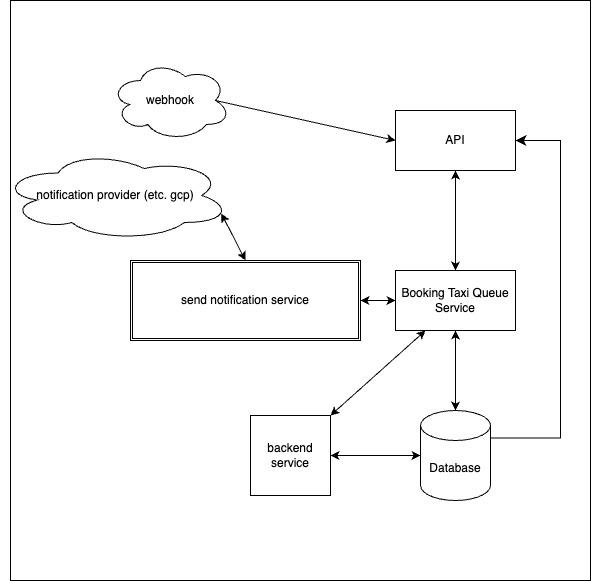 webhook
API
notification provider (etc. gcp)
send notification service
Booking Taxi Queue
Service
backend
service
Database